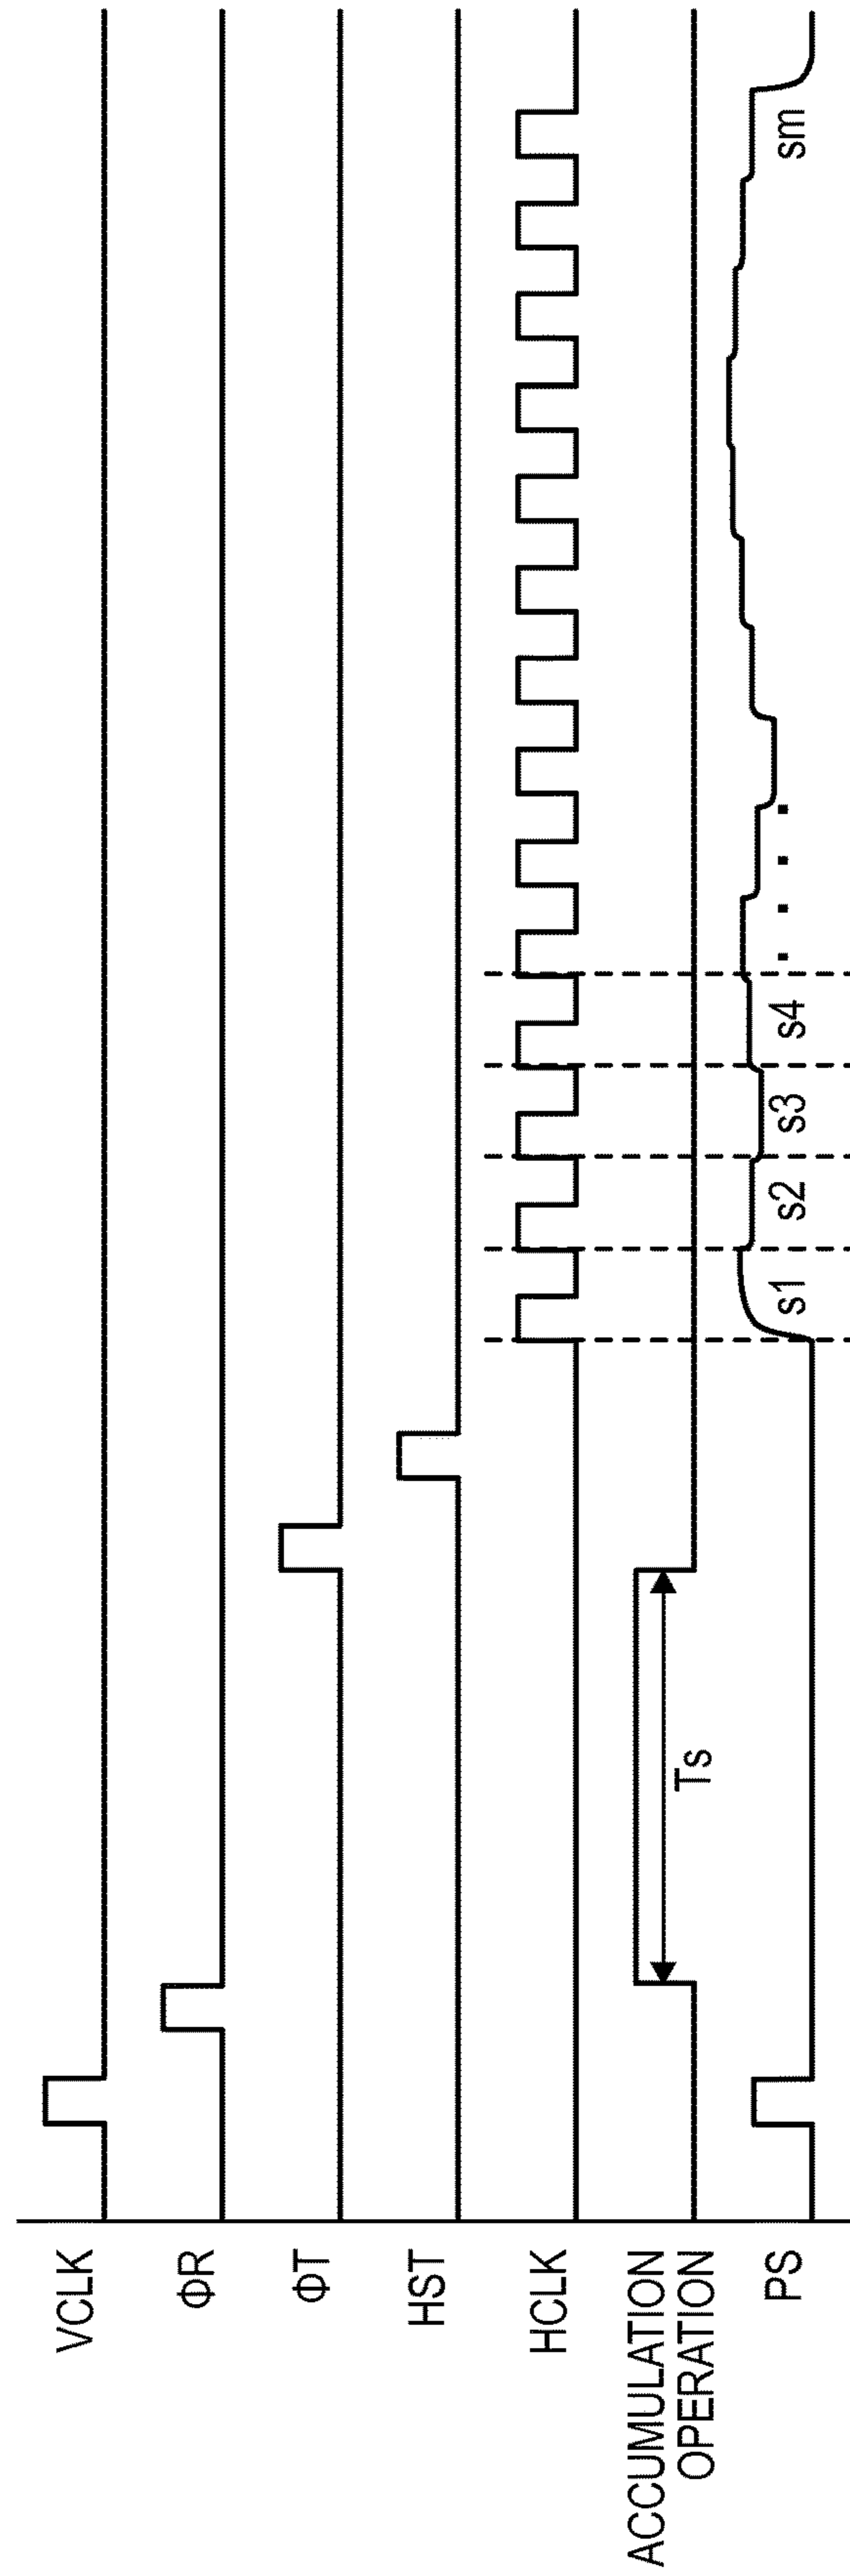 VCLK
ΦR
ΦT
HST
HCLK
ACCUMULATION
OPERATION
Ts
PS
s1
s2
s3
s4
. . . .
sm